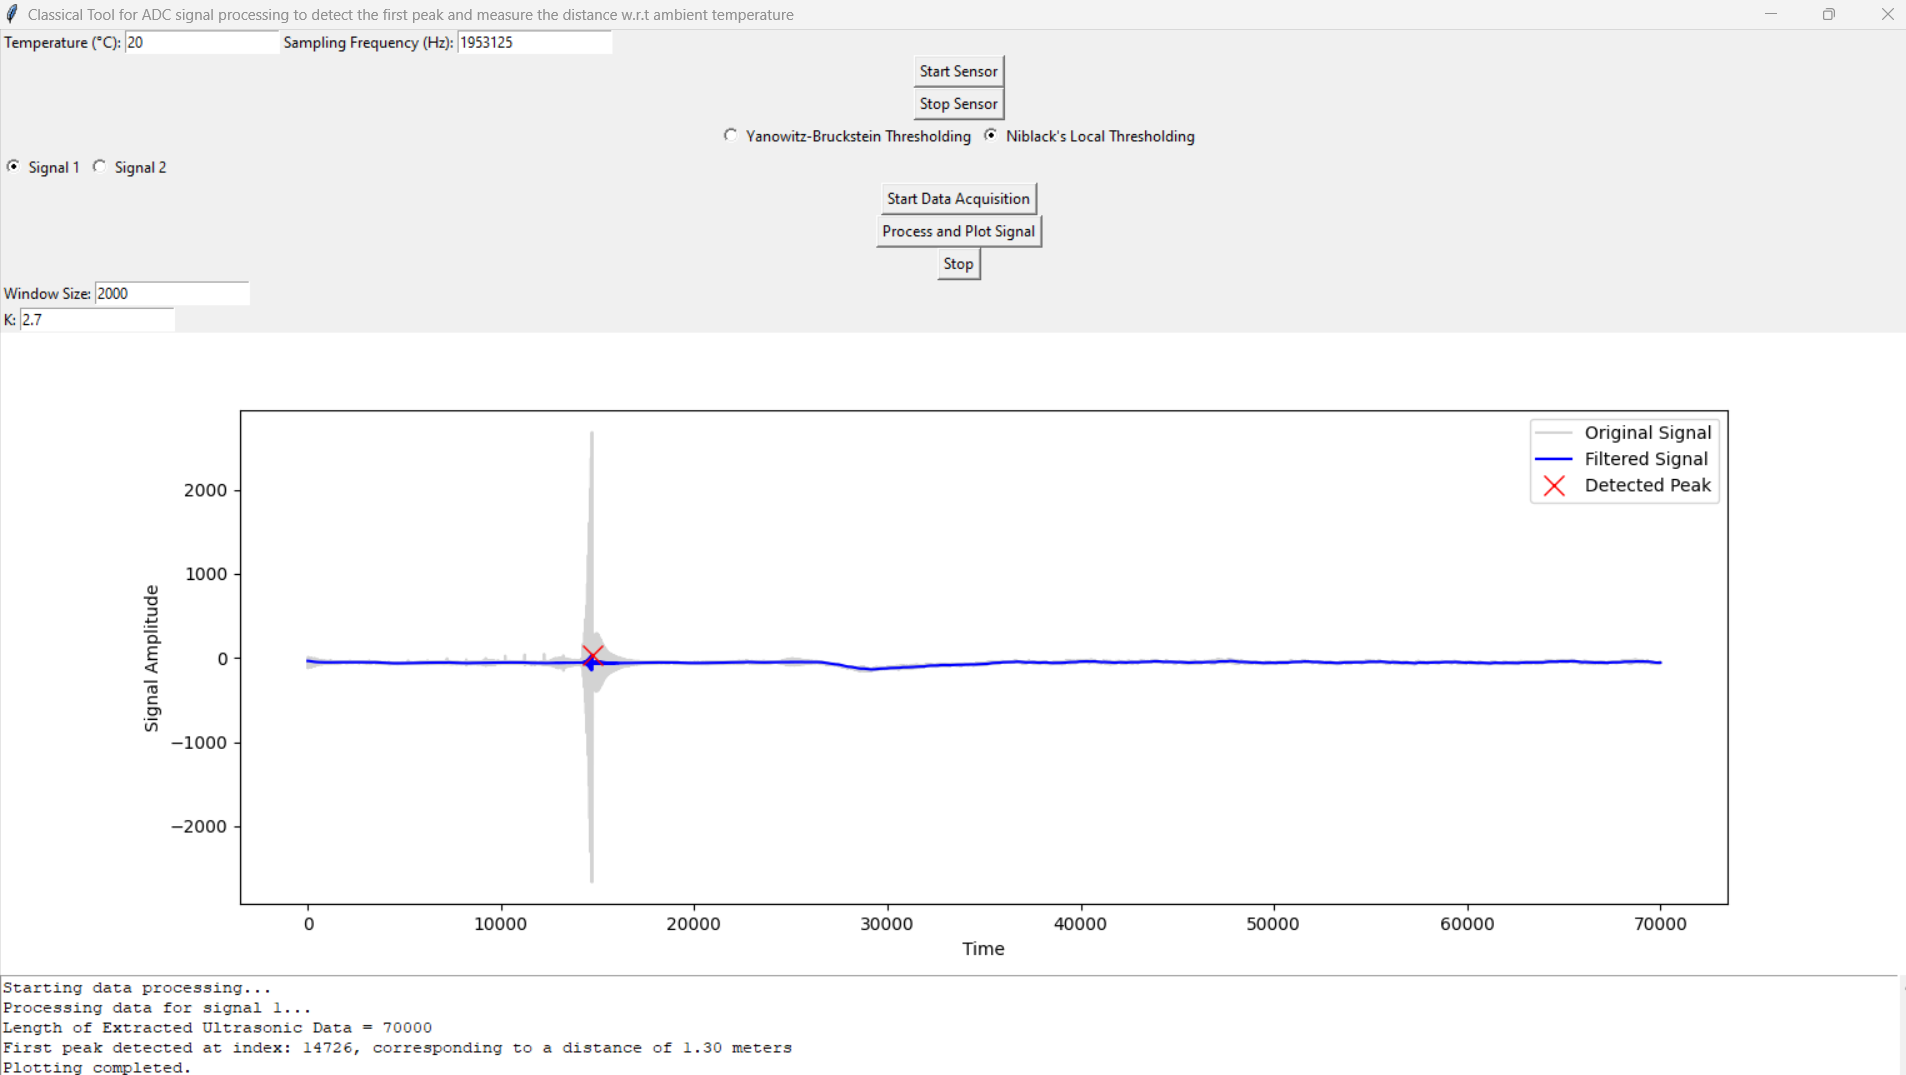 Classical Tool for ADC signal processing to detect the first peak and measure the distance w.r.t ambient temperature
Temperature (°C): 20 Sampling Frequency (Hz): 1953125
Start Sensor
Stop Sensor
Yanowitz-Bruckstein Thresholding Niblack's Local Thresholding
Signal 1 Signal 2
Start Data Acquisition
Process and Plot Signal
Stop
Window Size: 2000
K: 2.7
Original Signal
Filtered Signal
Detected Peak
2000
1000
0
−1000
−2000
Signal Amplitude
0 10000 20000 30000 40000 50000 60000 70000
Time
Starting data processing...
Processing data for signal 1...
Length of Extracted Ultrasonic Data = 70000
First peak detected at index: 14726, corresponding to a distance of 1.30 meters
Plotting completed.